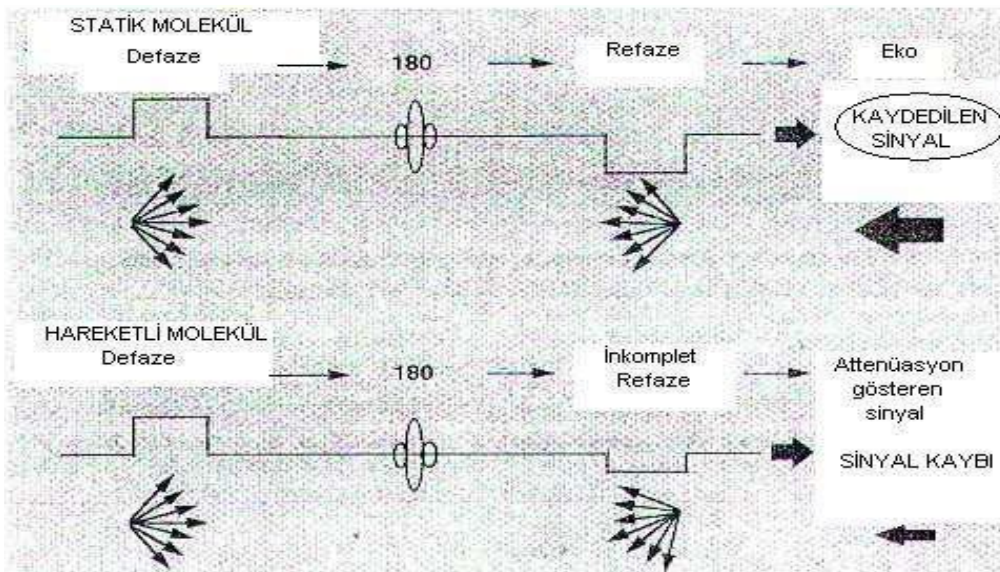 STATİK MOLEKÜL
Defaze
180
Refaze
Eko
KAYDEDİLEN
SİNYAL
HAREKETLİ MOLEKÜL
Defaze
180
İnkomplet
Refaze
Attenüasyon
gösteren
sinyal
SİNYAL KAYBI